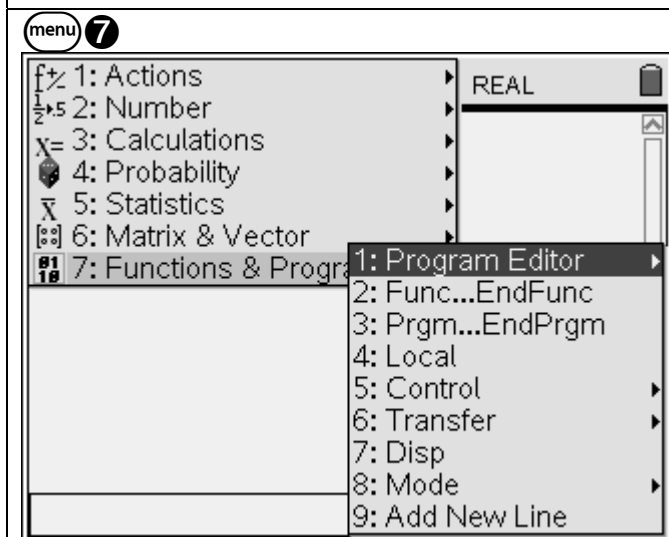 menu 7
1: Actions
2: Number
3: Calculations
4: Probability
5: Statistics
6: Matrix & Vector
7: Functions & Progra
REAL
1: Program Editor
2: Func...EndFunc
3: Prgm...EndPrgm
4: Local
5: Control
6: Transfer
7: Disp
8: Mode
9: Add New Line